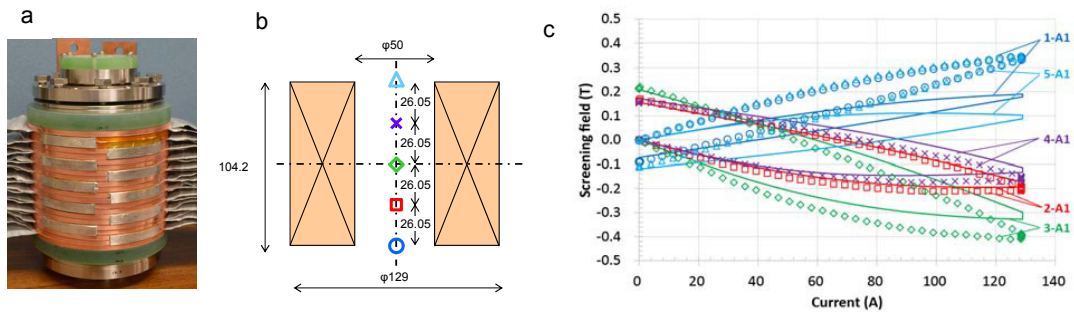 a
b
c
φ50
26.05
26.05
104.2
26.05
26.05
φ129
Screening field (T)
0.5
0.4
0.3
0.2
0.1
0.0
-0.1
-0.2
-0.3
-0.4
-0.5
1-A1
5-A1
4-A1
2-A1
3-A1
0 20 40 60 80 100 120 140
Current (A)